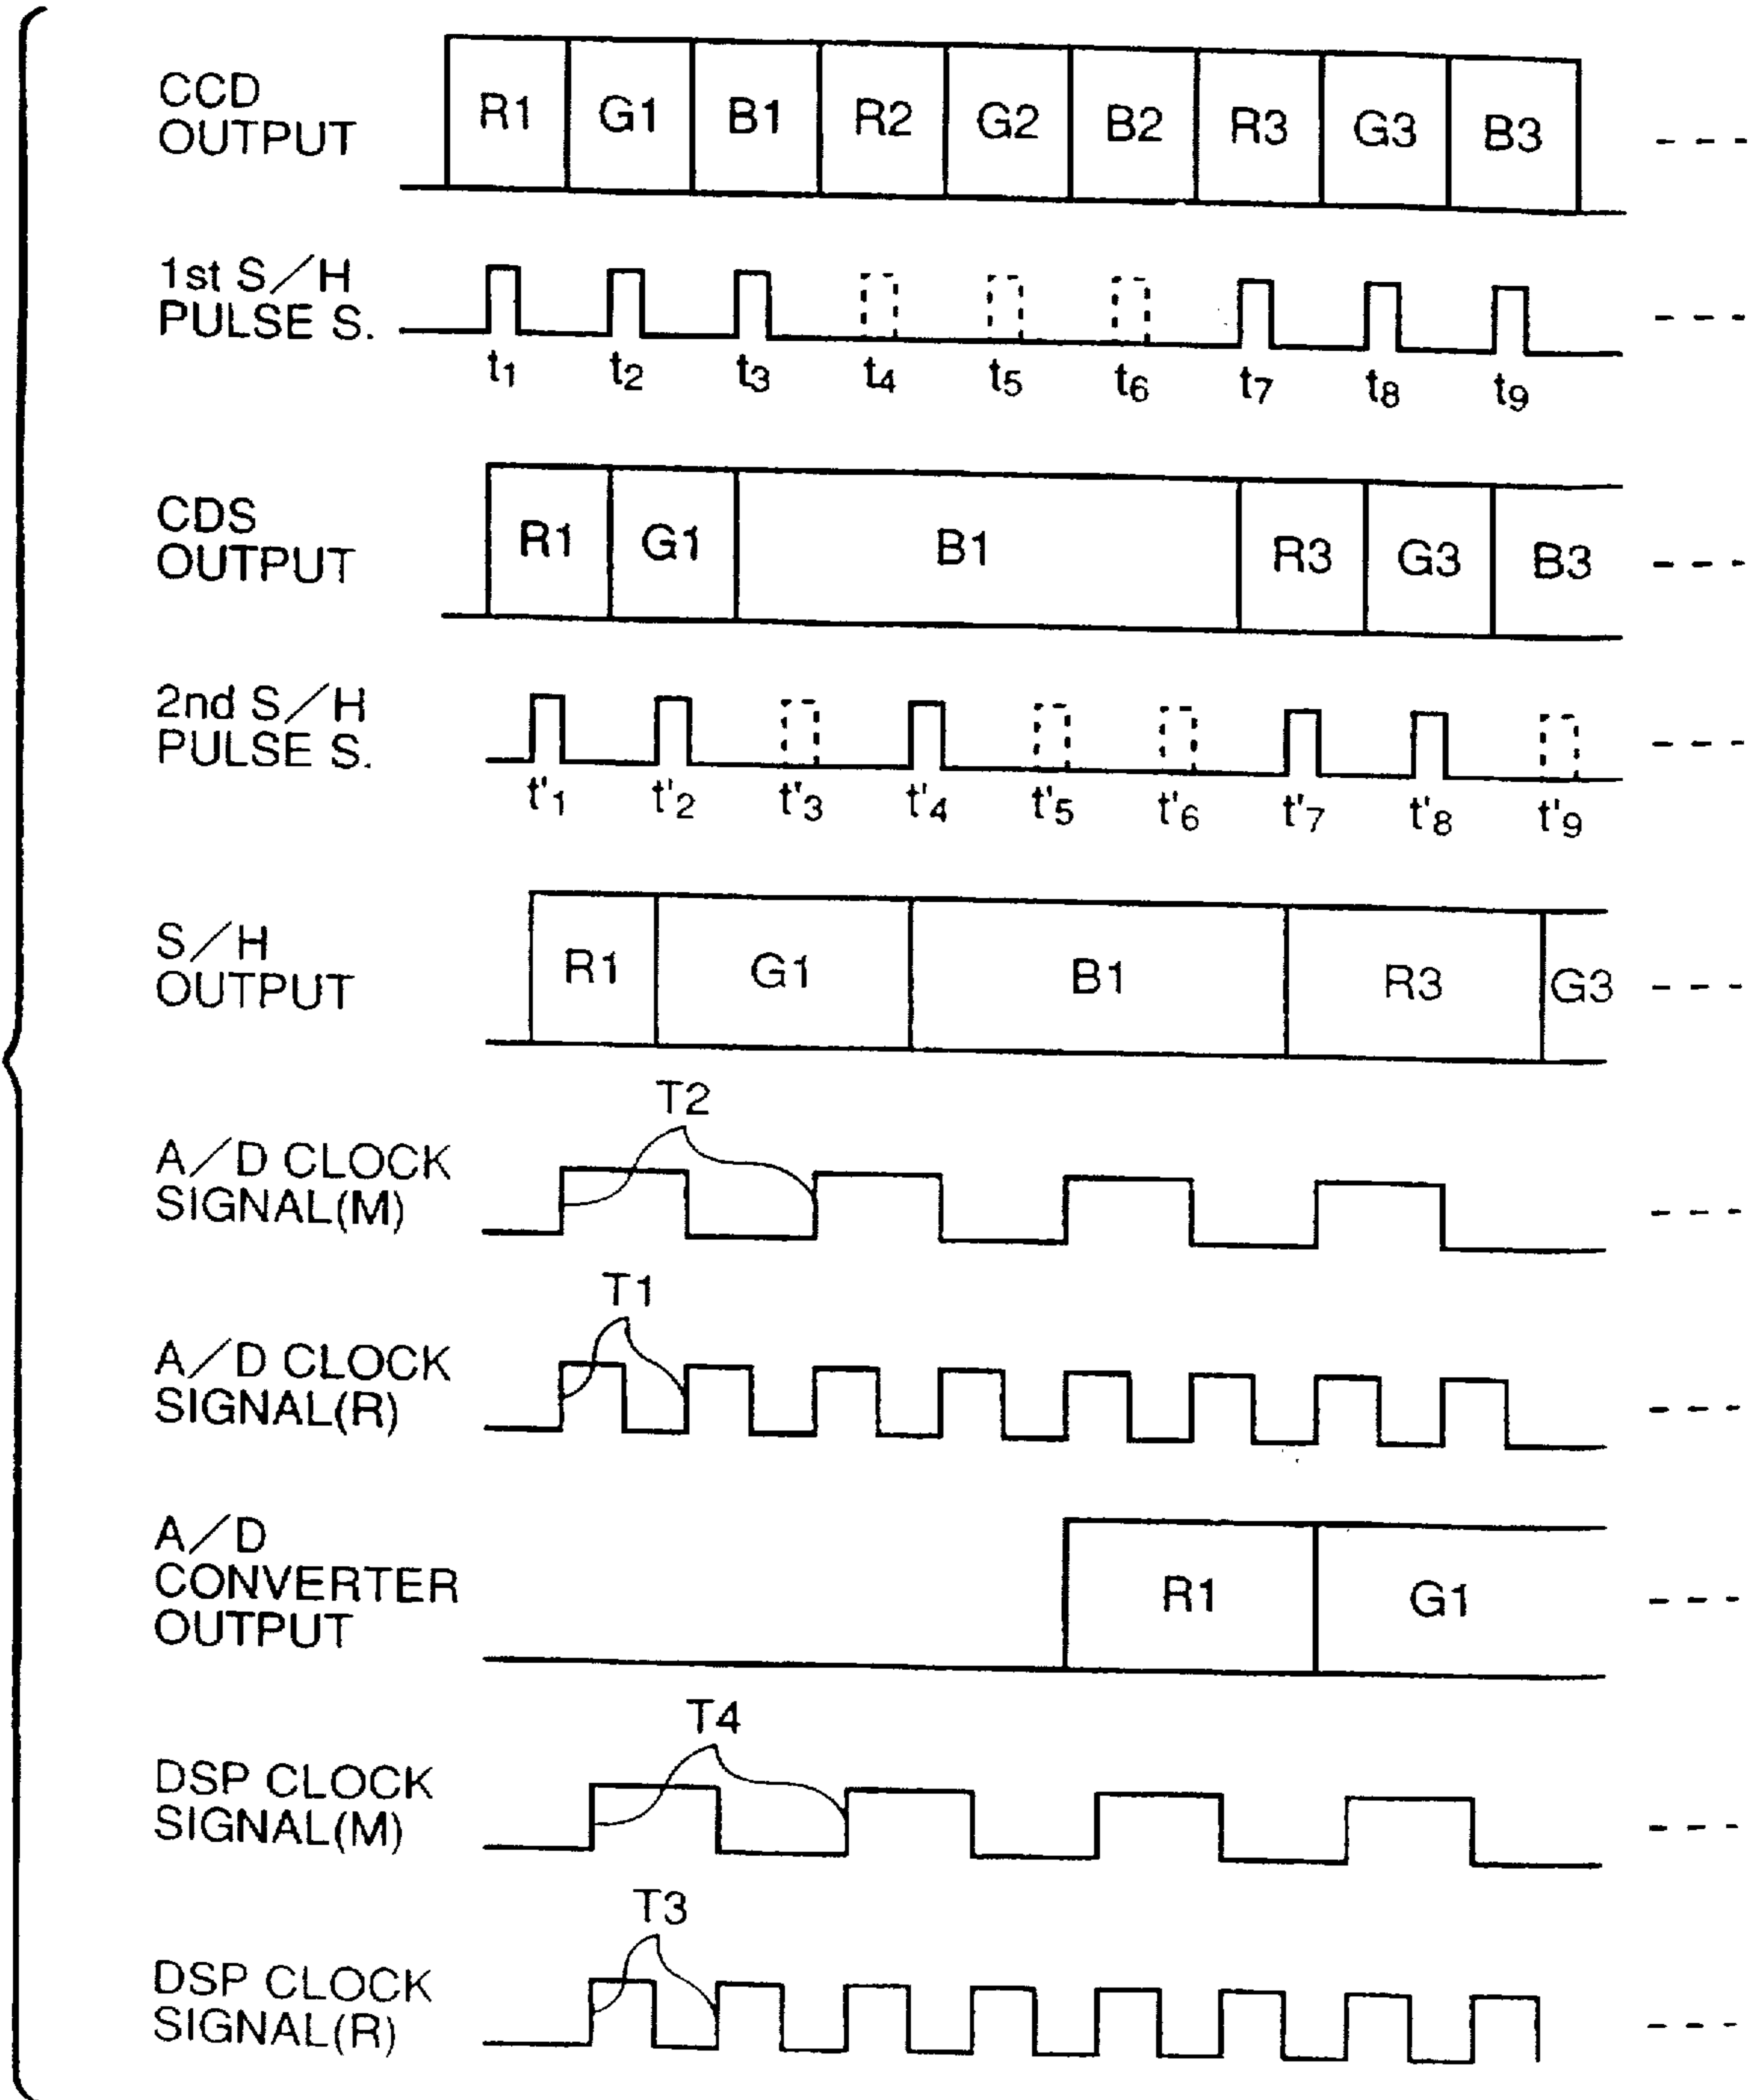 CCD
OUTPUT
R1 G1 B1 R2 G2 B2 R3 G3 B3
1st S/H
PULSE S.
t1 t2 t3 t4 t5 t6 t7 t8 t9
CDS
OUTPUT
R1 G1 B1 R3 G3 B3
2nd S/H
PULSE S.
t'1 t'2 t'3 t'4 t'5 t'6 t'7 t'8 t'9
S/H
OUTPUT
R1 G1 B1 R3 G3
T2
A/D CLOCK
SIGNAL(M)
T1
A/D CLOCK
SIGNAL(R)
A/D
CONVERTER
OUTPUT
R1 G1
T4
DSP CLOCK
SIGNAL(M)
T3
DSP CLOCK
SIGNAL(R)